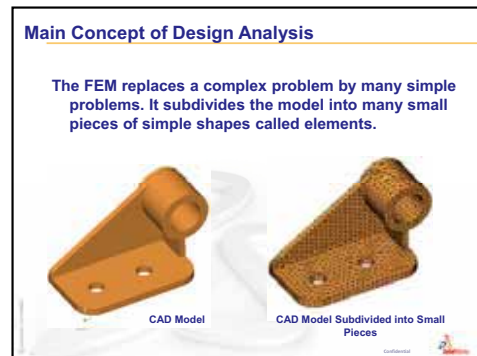 Main Concept of Design Analysis
The FEM replaces a complex problem by many simple
problems. It subdivides the model into many small
pieces of simple shapes called elements.
CAD Model
CAD Model Subdivided into Small
Pieces
Confidential